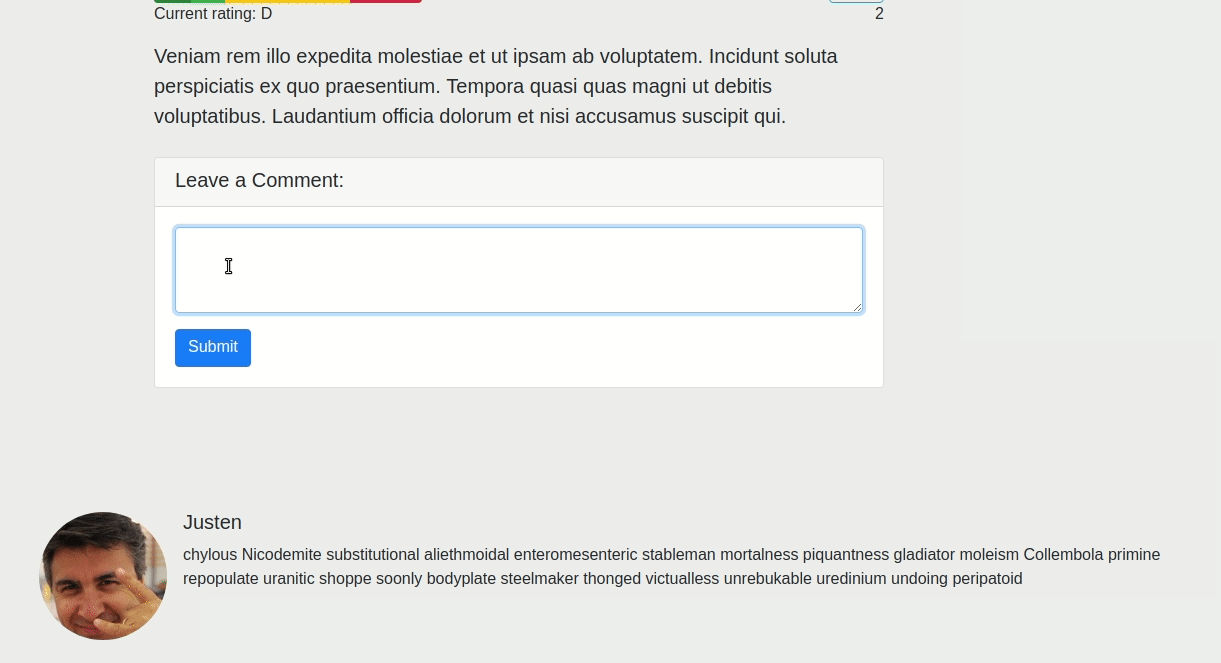 Current rating: D
2
Veniam rem illo expedita molestiae et ut ipsam ab voluptatem. Incidunt soluta
perspiciatis ex quo praesentium. Tempora quasi quas magni ut debitis
voluptatibus. Laudantium officia dolorum et nisi accusamus suscipit qui.
Leave a Comment:
Submit
Justen
chylous Nicodemite substitutional aliethmoidal enteromesenteric stableman mortalness piquantness gladiator moleism Collembola primine
repopulate uranitic shoppe soonly bodyplate steelmaker thonged victualless unrebukable uredinium undoing peripatoid